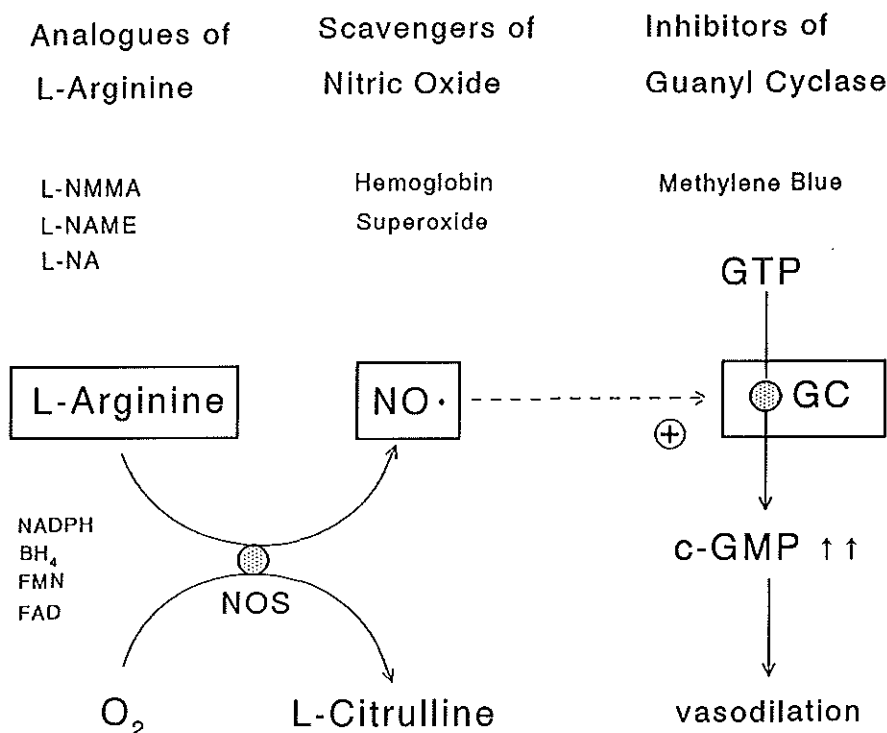 Analogues of
L-Arginine
Scavengers of
Nitric Oxide
Inhibitors of
Guanyl Cyclase
L-NMMA
L-NAME
L-NA
Hemoglobin
Superoxide
Methylene Blue
GTP
L-Arginine
NO·
GC
+
NADPH
BH₄
FMN
FAD
NOS
c-GMP ↑↑
O₂
L-Citrulline
vasodilation